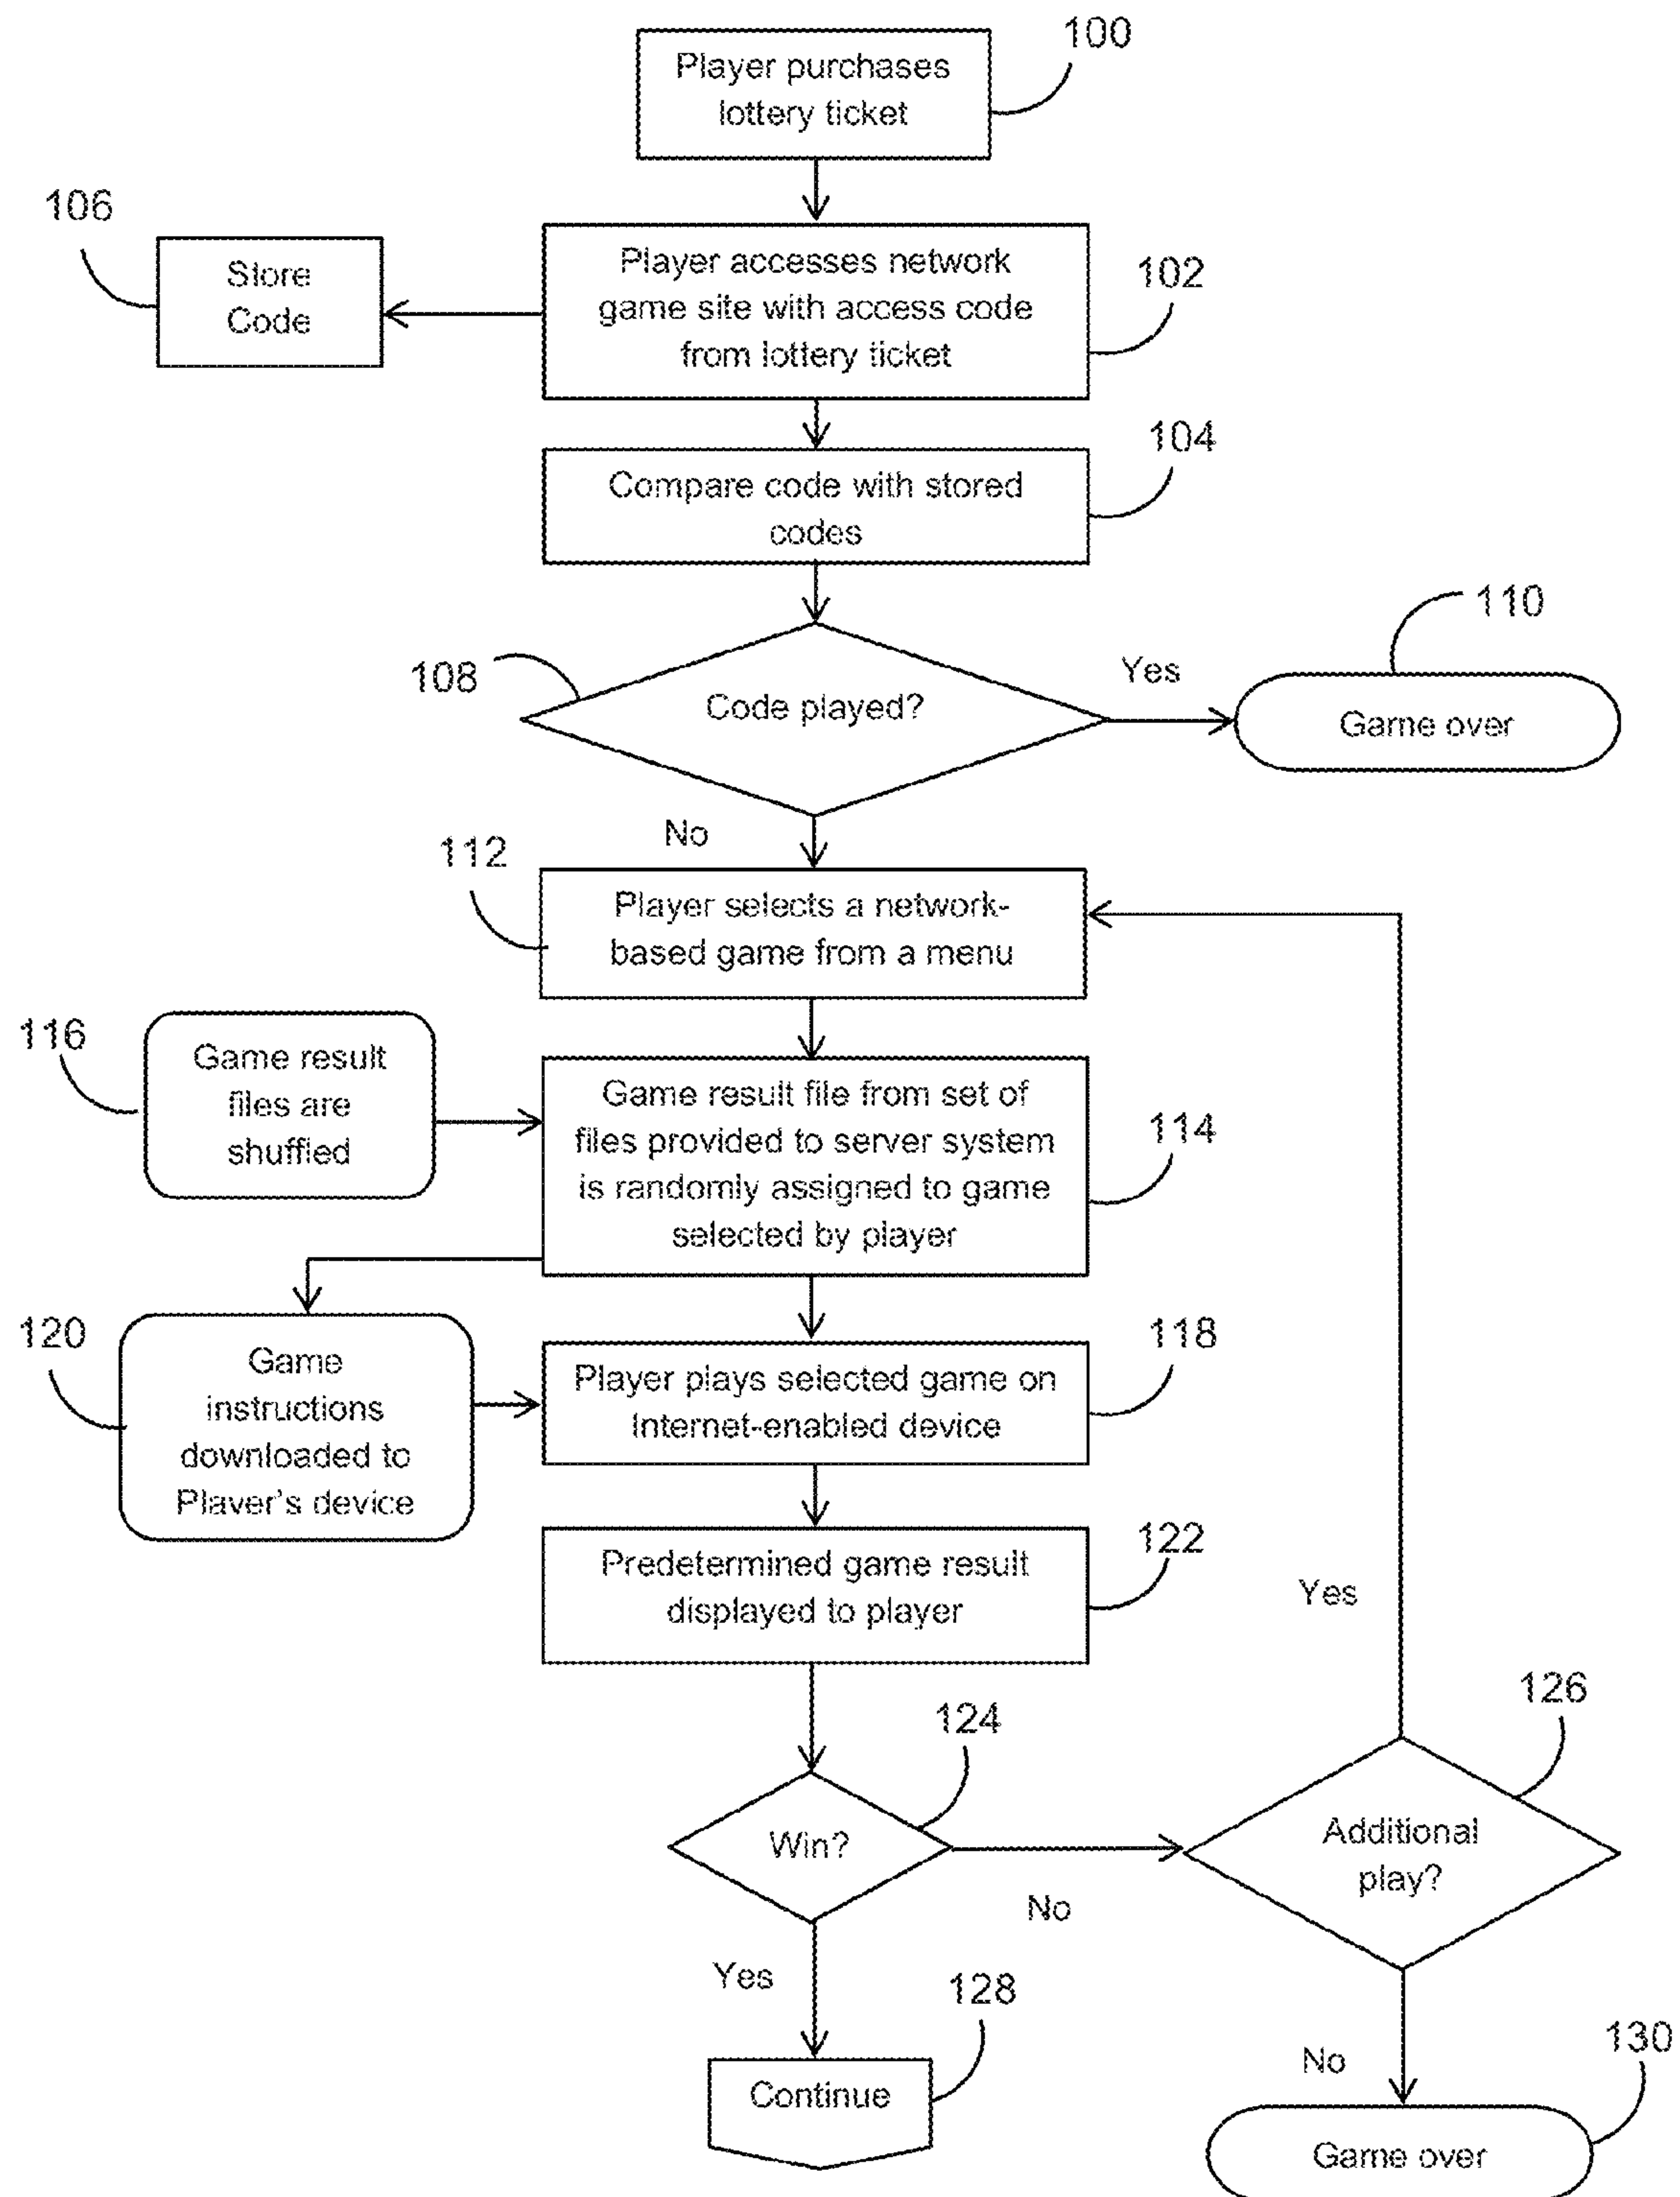 100
Player purchases
lottery ticket
106
Store
Code
Player accesses network
game site with access code
from lottery ticket
102
104
Compare code with stored
codes
108
Code played?
Yes
110
Game over
No
112
Player selects a network-
based game from a menu
116
Game result
files are
shuffled
Game result file from set of
files provided to server system
is randomly assigned to game
selected by player
114
120
Game
instructions
downloaded to
Player's device
Player plays selected game on
Internet-enabled device
118
Predetermined game result
displayed to player
122
Yes
124
Win?
126
Additional
play?
No
Yes
128
Continue
No
130
Game over